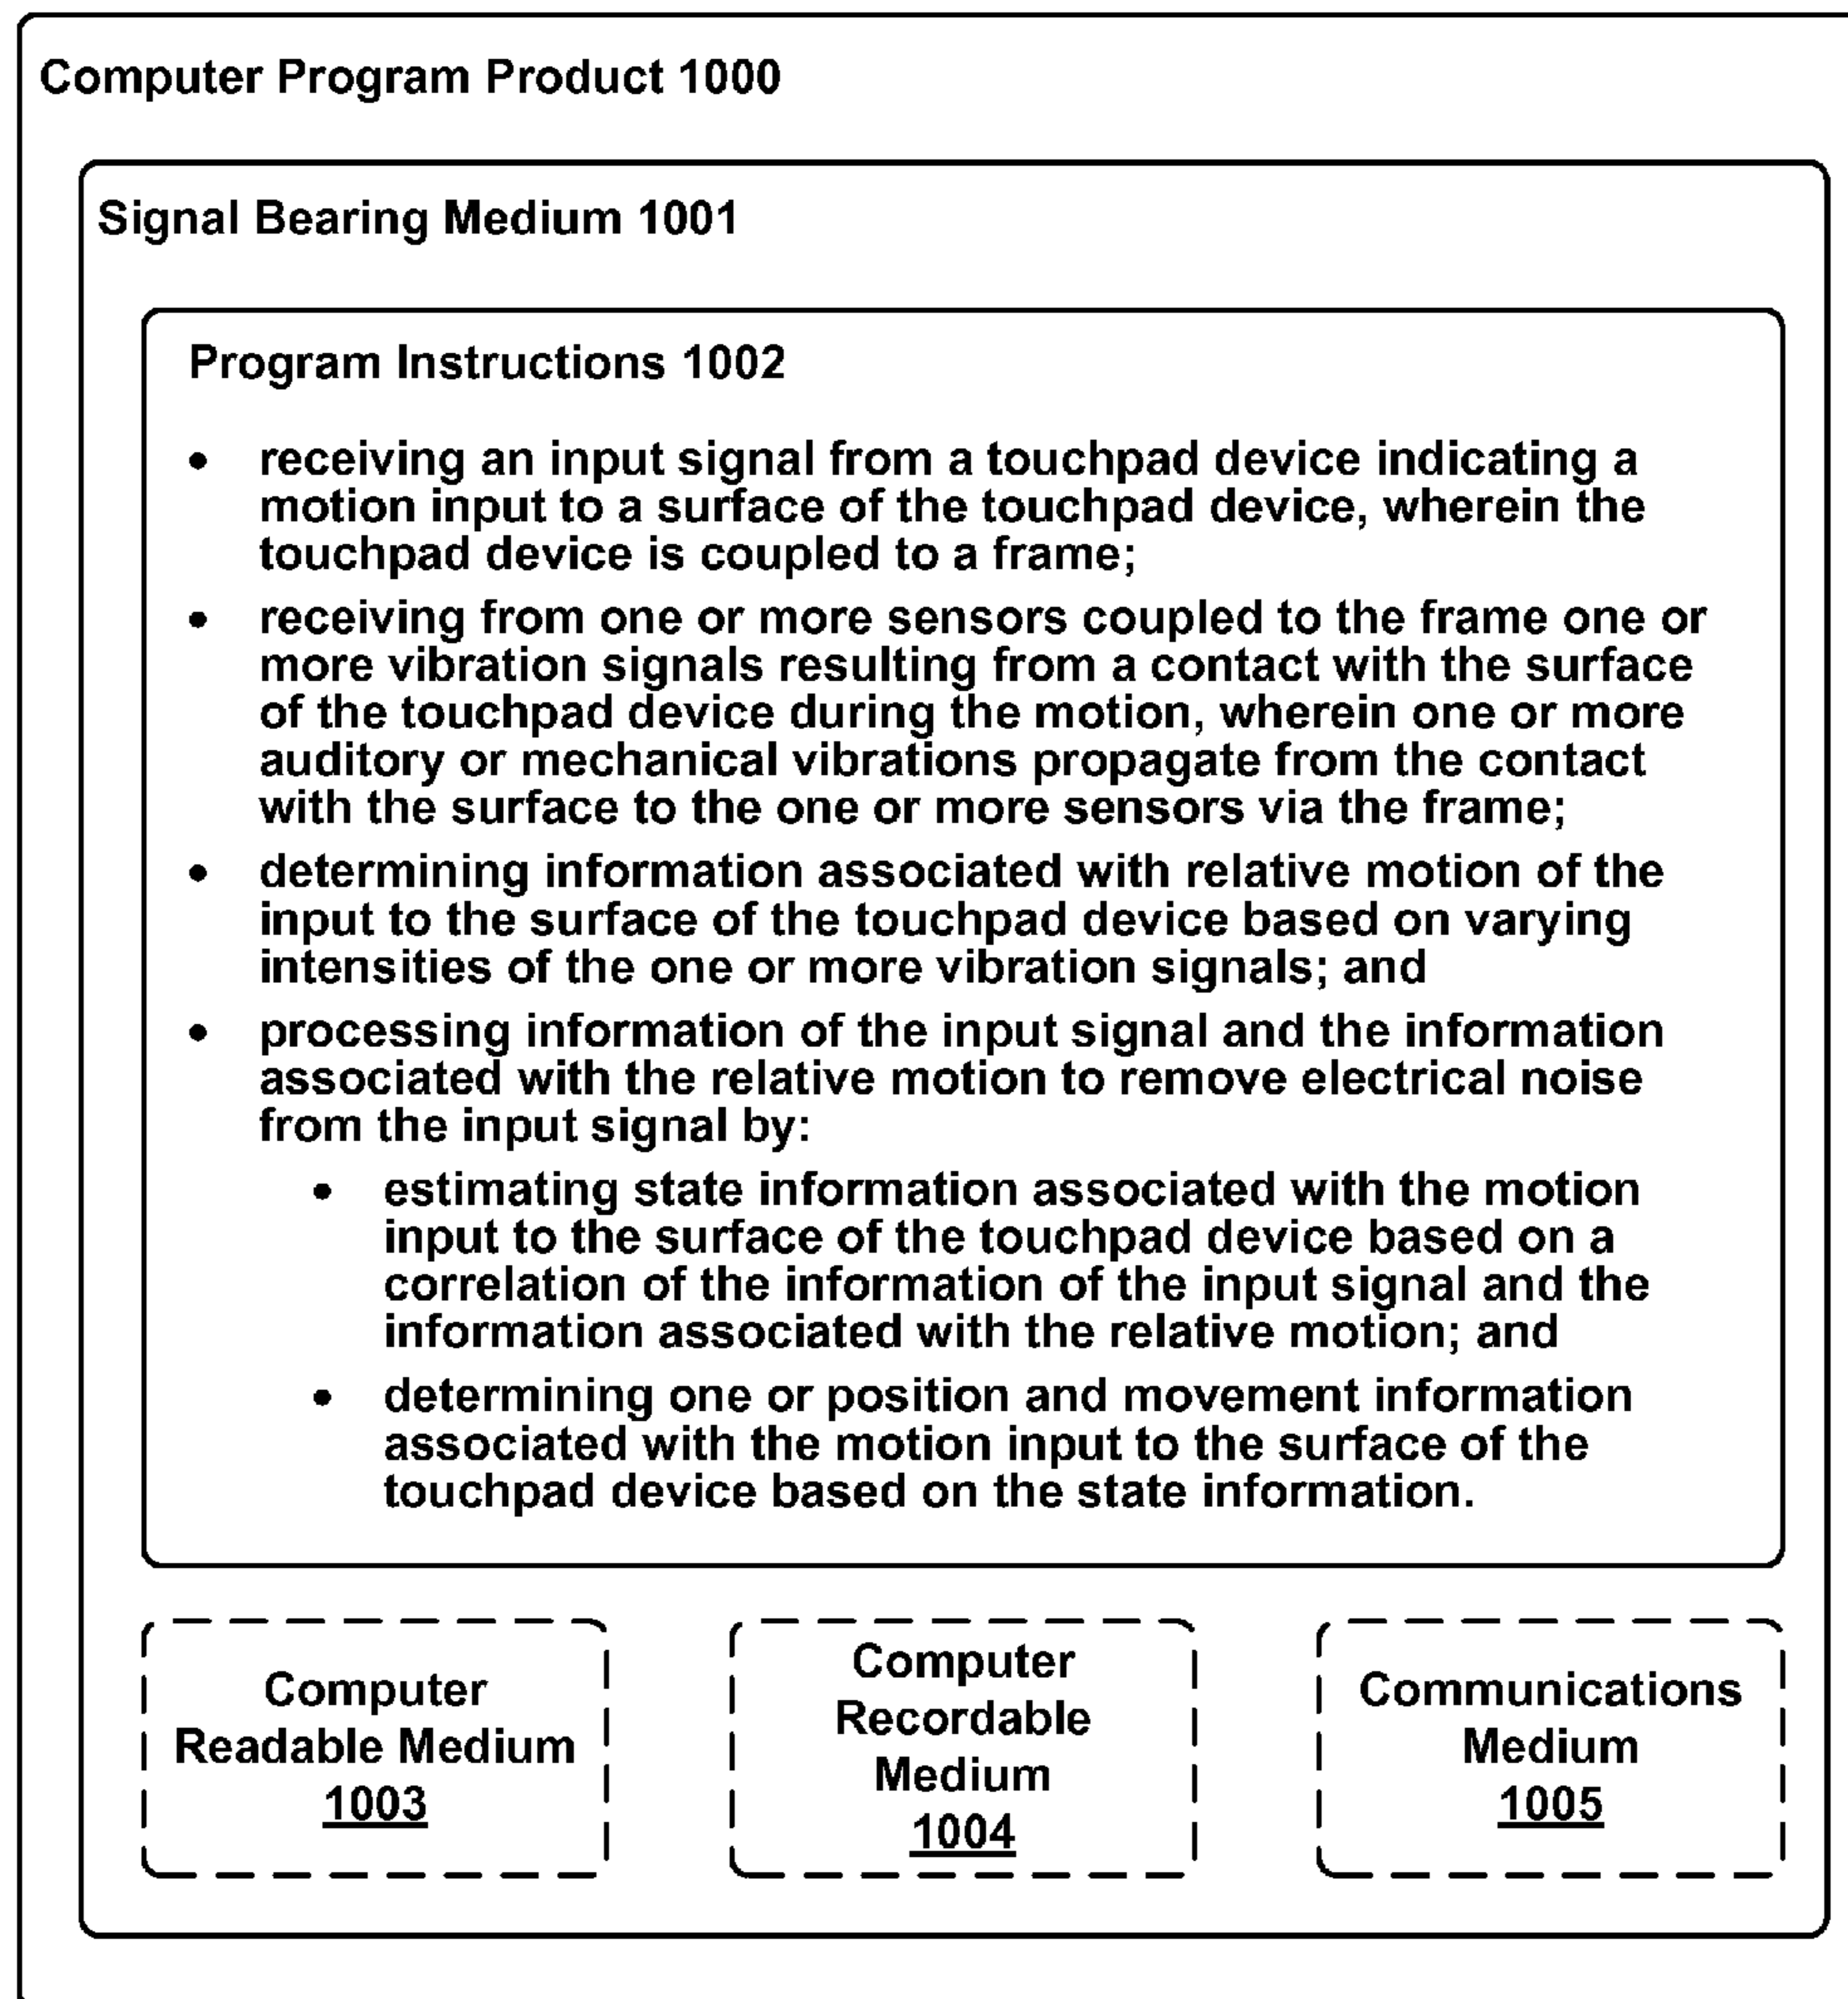 Computer Program Product 1000
Signal Bearing Medium 1001
Program Instructions 1002
• receiving an input signal from a touchpad device indicating a
motion input to a surface of the touchpad device, wherein the
touchpad device is coupled to a frame;
• receiving from one or more sensors coupled to the frame one or
more vibration signals resulting from a contact with the surface
of the touchpad device during the motion, wherein one or more
auditory or mechanical vibrations propagate from the contact
with the surface to the one or more sensors via the frame;
• determining information associated with relative motion of the
input to the surface of the touchpad device based on varying
intensities of the one or more vibration signals; and
• processing information of the input signal and the information
associated with the relative motion to remove electrical noise
from the input signal by:
• estimating state information associated with the motion
input to the surface of the touchpad device based on a
correlation of the information of the input signal and the
information associated with the relative motion; and
• determining one or position and movement information
associated with the motion input to the surface of the
touchpad device based on the state information.
Computer
Readable Medium
1003
Computer
Recordable
Medium
1004
Communications
Medium
1005